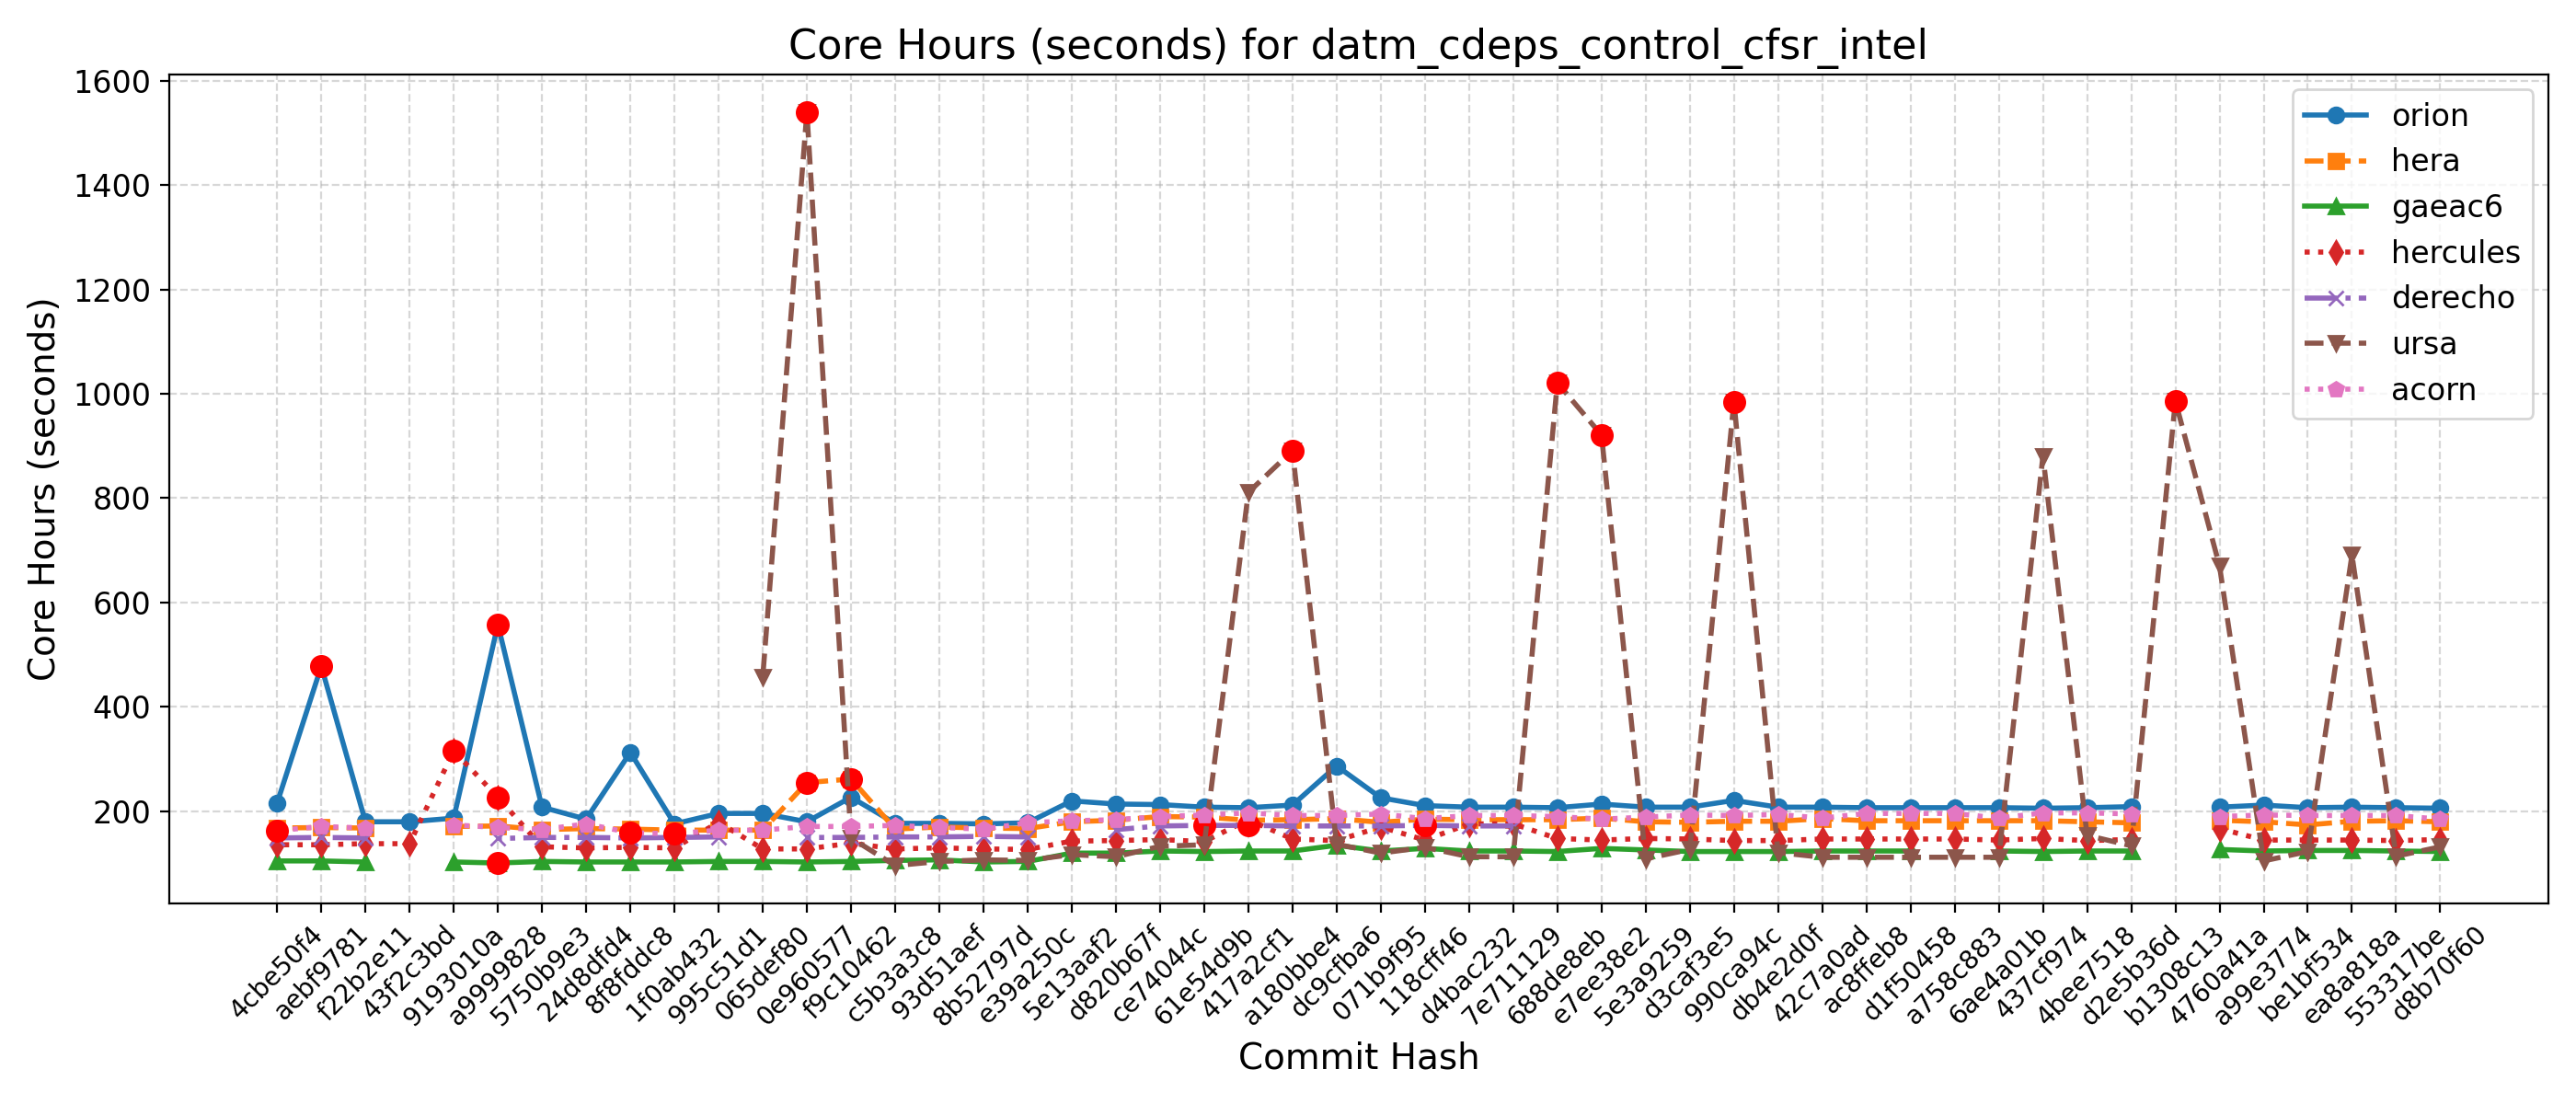 Core Hours (seconds) for datm_cdeps_control_cfsr_intel
Core Hours (seconds)
1600
1400
1200
1000
800
600
400
200
orion
hera
gaeac6
hercules
derecho
ursa
acorn
4cbe50f4
aebf9781
f22b2e11
43f2c3bd
9193010a
a9999828
5750b9e3
24d8dfd4
8f8fddc8
1f0ab432
995c51d1
065def80
0e960577
f9c10462
c5b3a3c8
93d51aef
8b52797d
e39a250c
5e13aaf2
d820b67f
ce74044c
61e54d9b
417a2cf1
a180bbe4
dc9cfba6
071b9f95
118cff46
d4bac232
7e711129
688de8eb
e7ee38e2
5e3a9259
d3caf3e5
990ca94c
db4e2d0f
42c7a0ad
ac8ffeb8
d1f50458
a758c883
6ae4a01b
437cf974
4bee7518
d2e5b36d
b1308c13
4760a41a
a99e3774
be1bf534
ea8a818a
553317be
d8b70f60
Commit Hash